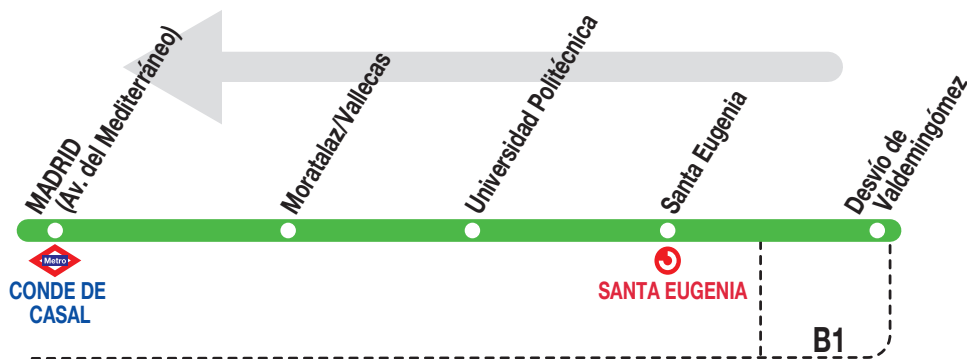 MADRID
(Av. del Mediterráneo)
Moratalaz/Vallecas
Universidad Politécnica
Santa Eugenia
Desvío de
Valdemingómez
Metro
CONDE DE
CASAL
SANTA EUGENIA
B1